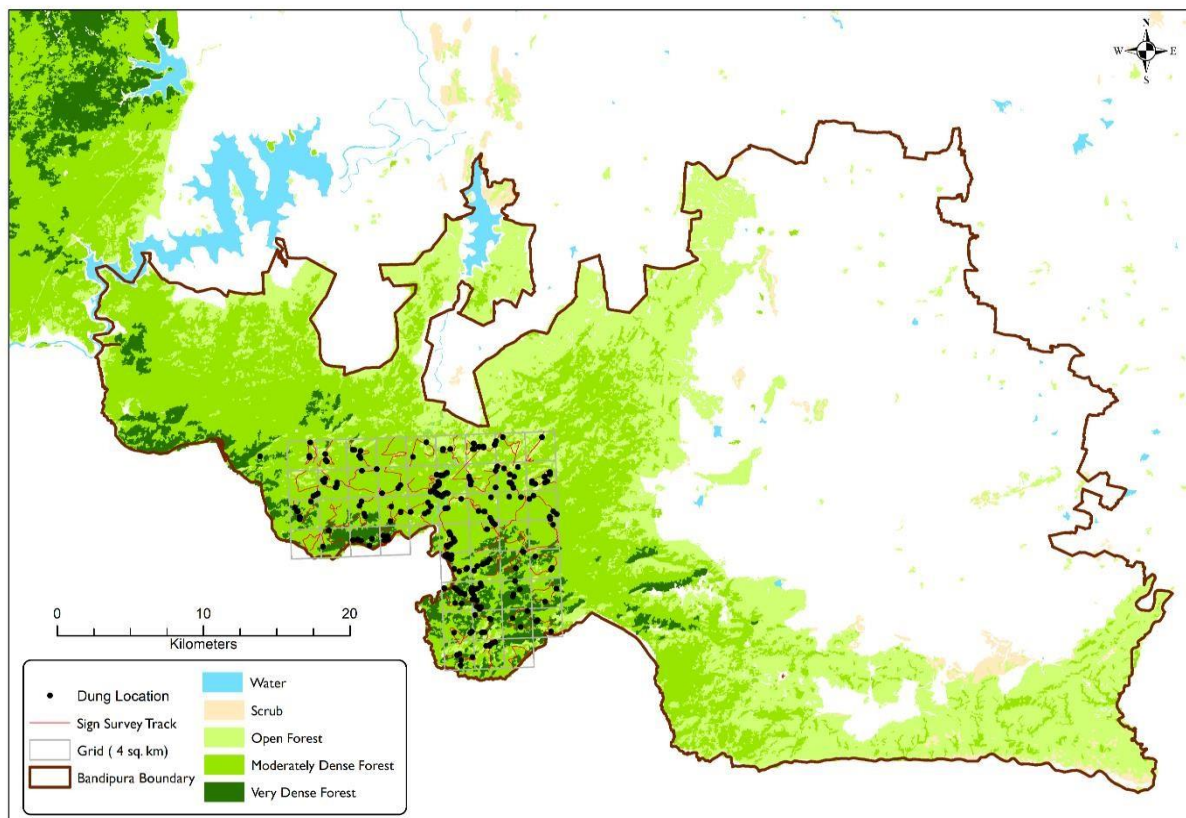 N
W E
S
0 10 20
Kilometers
Dung Location
Sign Survey Track
Grid ( 4 sq. km)
Bandipura Boundary
Water
Scrub
Open Forest
Moderately Dense Forest
Very Dense Forest